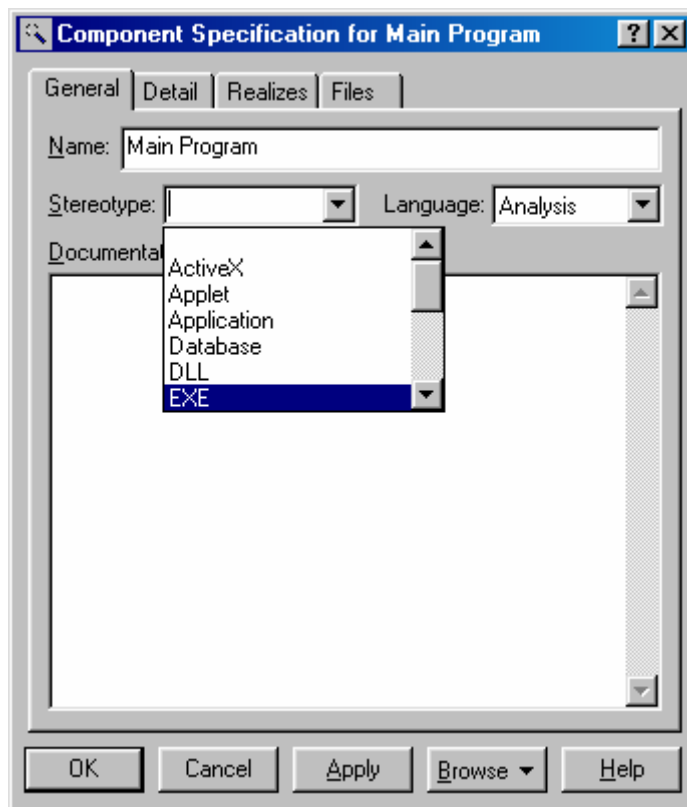 Component Specification for Main Program ?
General Detail Realizes Files
Name: Main Program
Stereotype: Language: Analysis
Documenta
ActiveX
Applet
Application
Database
DLL
EXE
OK Cancel Apply Browse Help